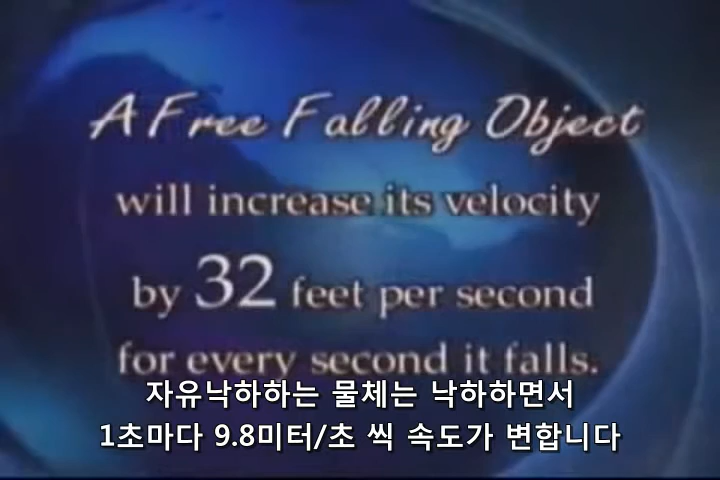 A Free Falling Object
will increase its velocity
by 32 feet per second
for every second it falls.
자유낙하하는 물체는 낙하하면서
1초마다 9.8미터/초 씩 속도가 변합니다